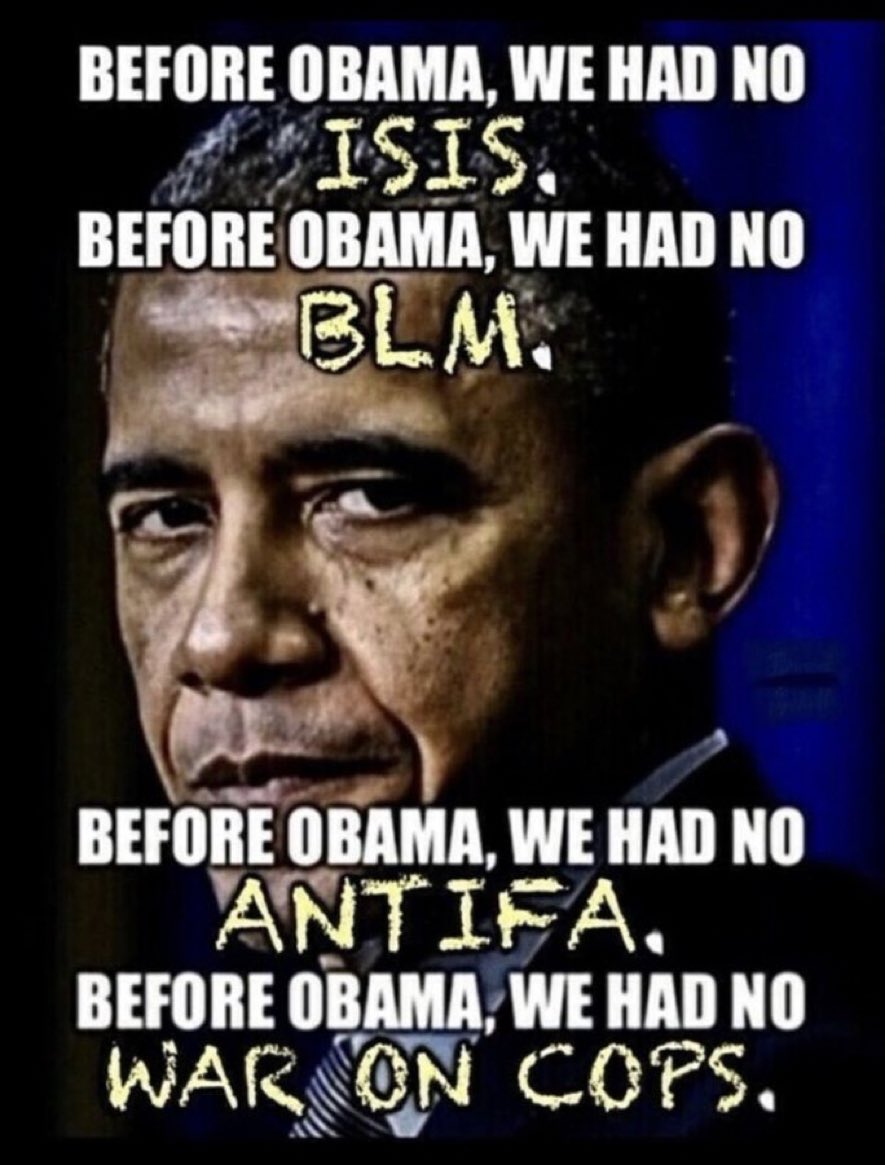 BEFORE OBAMA, WE HAD NO
ISIS.
BEFORE OBAMA, WE HAD NO
BLM.
BEFORE OBAMA, WE HAD NO
ANTIFA.
BEFORE OBAMA, WE HAD NO
WAR ON COPS.